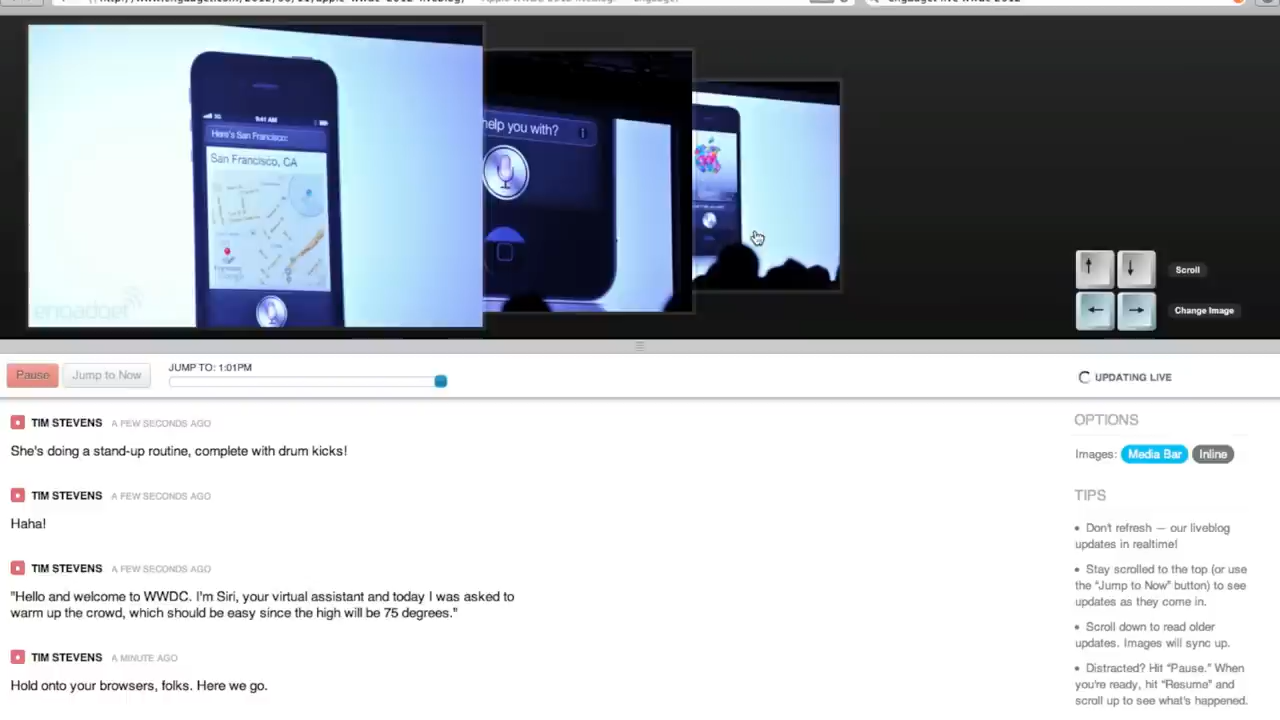 9:41 AM
Here's San Francisco:
San Francisco, CA
engadget
help you with?
Scroll
Change Image
Pause
Jump to Now
JUMP TO: 1:01PM
UPDATING LIVE
TIM STEVENS A FEW SECONDS AGO
She's doing a stand-up routine, complete with drum kicks!
TIM STEVENS A FEW SECONDS AGO
Haha!
TIM STEVENS A FEW SECONDS AGO
"Hello and welcome to WWDC. I'm Siri, your virtual assistant and today I was asked to
warm up the crowd, which should be easy since the high will be 75 degrees."
TIM STEVENS A MINUTE AGO
Hold onto your browsers, folks. Here we go.
OPTIONS
Images: Media Bar Inline
TIPS
• Don't refresh — our liveblog
updates in realtime!
• Stay scrolled to the top (or use
the "Jump to Now" button) to see
updates as they come in.
• Scroll down to read older
updates. Images will sync up.
• Distracted? Hit "Pause." When
you're ready, hit "Resume" and
scroll up to see what's happened.